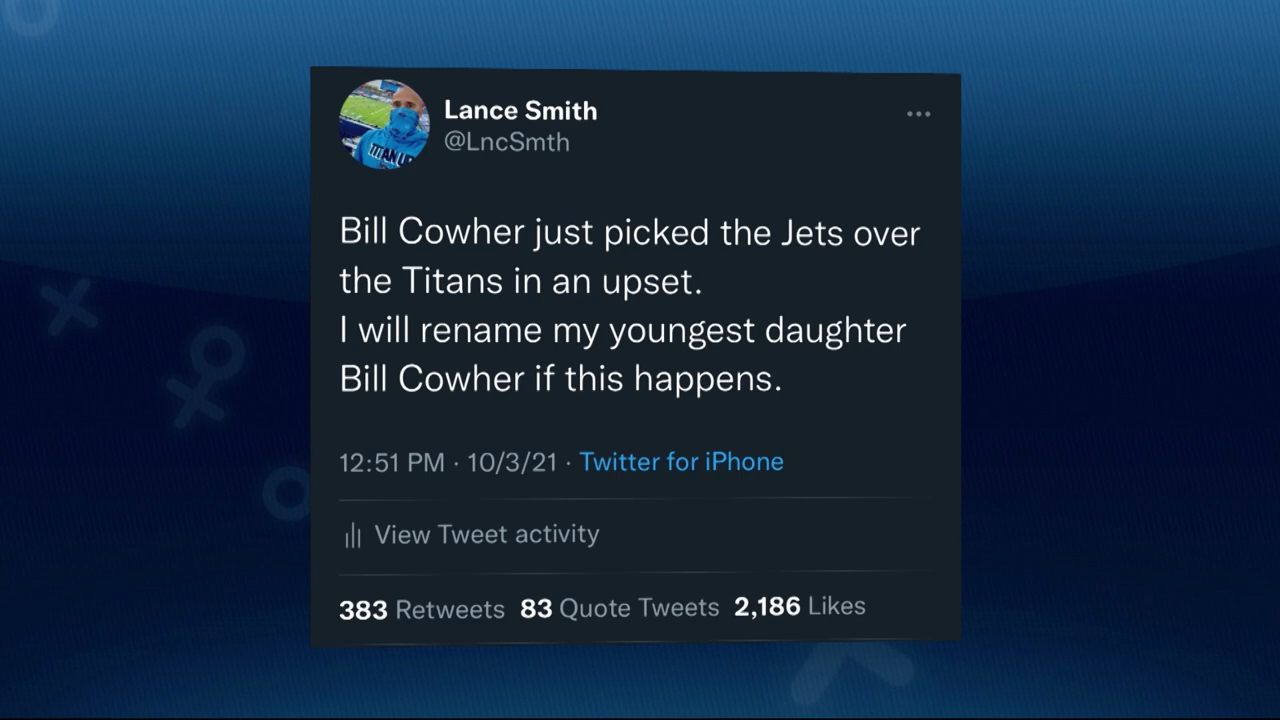 Lance Smith
@LncSmth
TITAN UP
Bill Cowher just picked the Jets over
the Titans in an upset.
I will rename my youngest daughter
Bill Cowher if this happens.
12:51 PM · 10/3/21 · Twitter for iPhone
View Tweet activity
383 Retweets 83 Quote Tweets 2,186 Likes